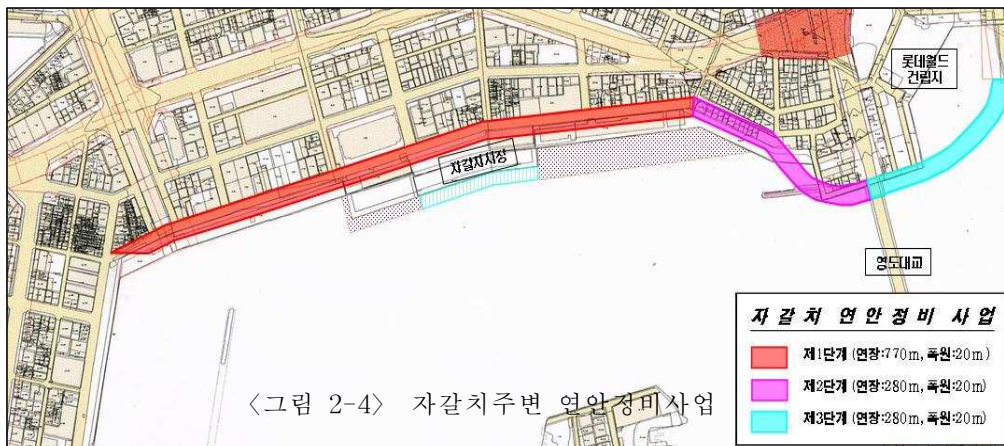 롯데월드
건립지
자갈치시장
영도대교
자 갈 치 연 안 정 비 사 업
제1단계 (연장:770m, 폭원:20m)
제2단계 (연장:280m, 폭원:20m)
제3단계 (연장:280m, 폭원:20m)
〈그림 2-4〉 자갈치주변 연안정비사업